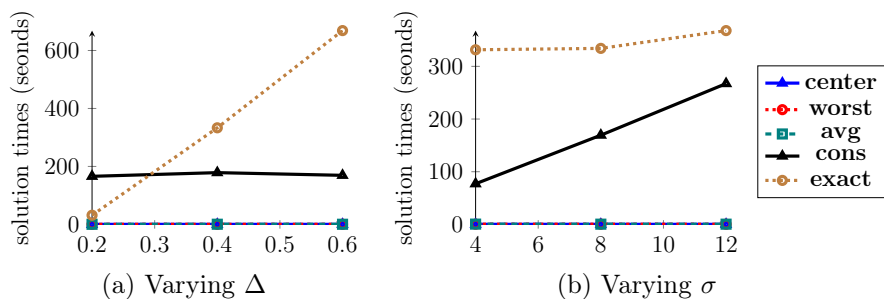 solution times (seonds)
600
400
200
0
0.2 0.3 0.4 0.5 0.6
(a) Varying Δ
solution times (seonds)
300
200
100
0
4 6 8 10 12
(b) Varying σ
center
worst
avg
cons
exact